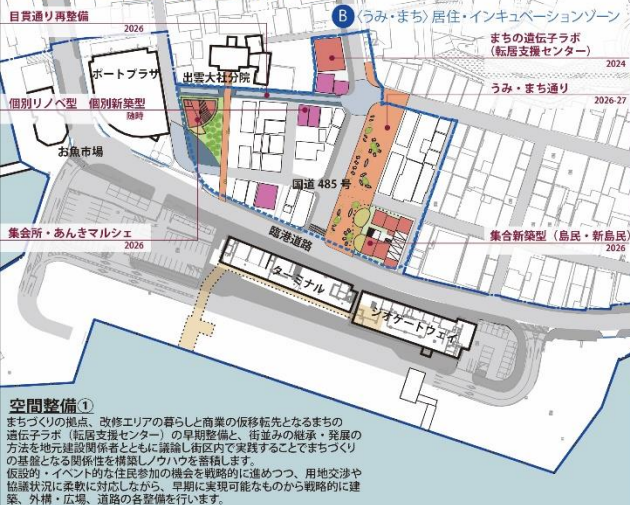 目貫通り再整備
2026
B 〈うみ・まち〉居住・インキュベーションゾーン
まちの遺伝子ラボ
(転居支援センター)
2024
ポートプラザ
出雲大社分院
うみ・まち通り
2026-27
個別リノベ型 個別新築型
随時
お魚市場
国道485号
集会所・あんきマルシェ
2026
臨港道路
集合新築型(島民・新島民)
2026
ターミナル
ジオゲートウェイ
空間整備①
まちづくりの拠点、改修エリアの暮らしと商業の仮移転先となるまちの
遺伝子ラボ(転居支援センター)の早期整備と、街並みの継承・発展の
方法を地元建設関係者とともに議論し街区内で実践することでまちづくり
の基盤となる関係性を構築しノウハウを蓄積します。
仮設的・イベント的な住民参加の機会を戦略的に進めつつ、用地交渉や
協議状況に柔軟に対応しながら、早期に実現可能なものから戦略的に建
築、外構・広場、道路の各整備を行います。